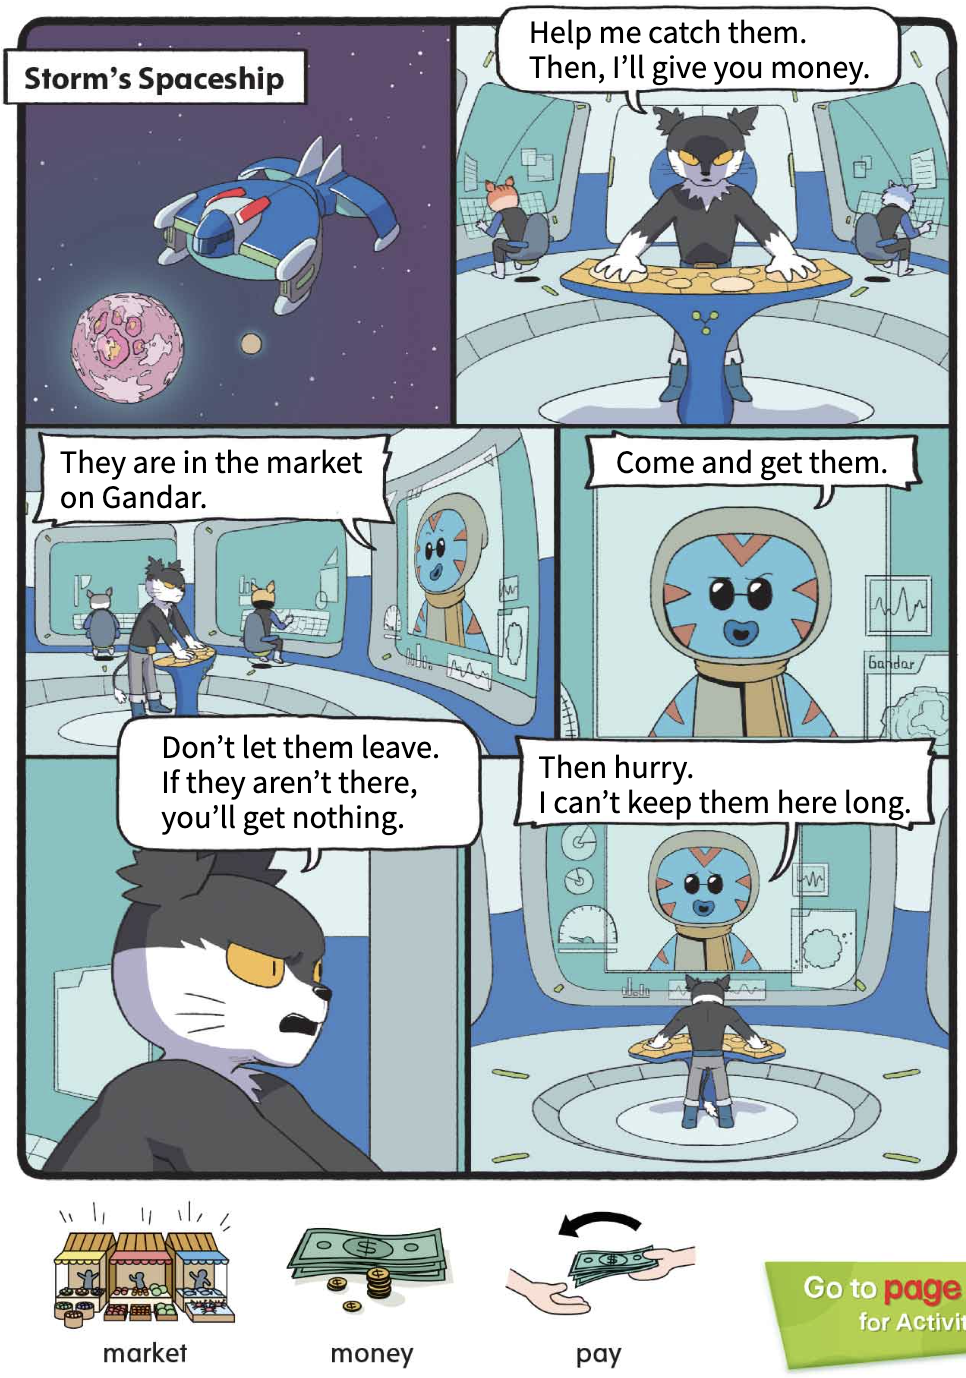 Storm's Spaceship
Help me catch them.
Then, I'll give you money.
They are in the market
on Gandar.
Come and get them.
Gandar
Don't let them leave.
If they aren't there,
you'll get nothing.
Then hurry.
I can't keep them here long.
market
money
pay
Go to page
for Activit